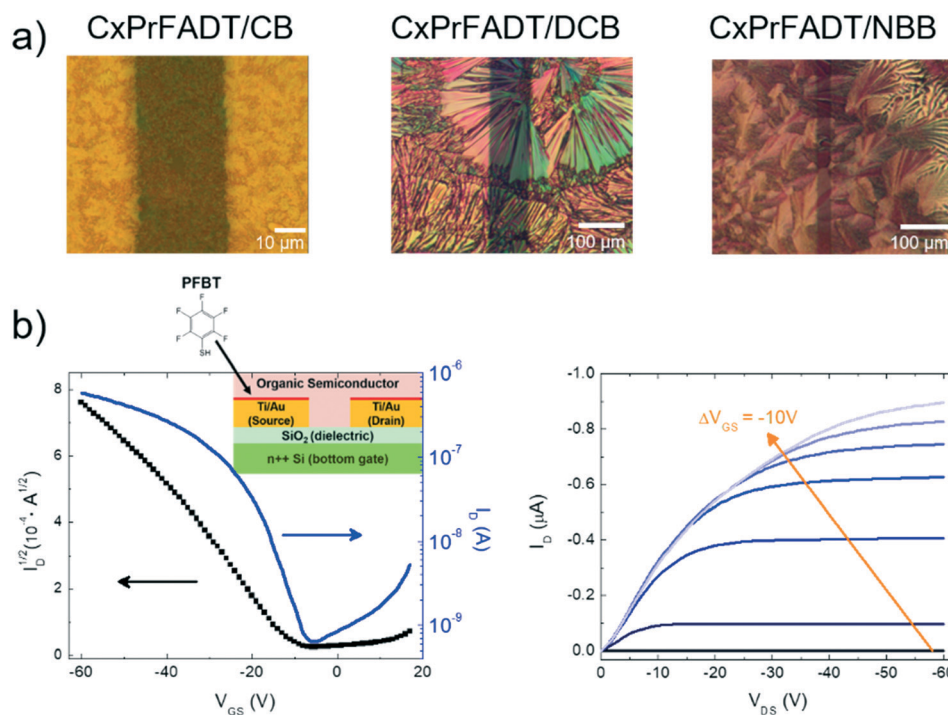 a)
CxPrFADT/CB
CxPrFADT/DCB
CxPrFADT/NBB
10 μm
100 μm
100 μm
b)
PFBT
F
F
F
F
F
SH
Organic Semiconductor
Ti/Au
(Source)
Ti/Au
(Drain)
SiO₂ (dielectric)
n++ Si (bottom gate)
8
6
4
2
0
I_D^1/2 (10⁻⁴ · A^1/2)
10⁻⁶
10⁻⁷
10⁻⁸
10⁻⁹
I_D (A)
-60
-40
-20
0
20
V_GS (V)
ΔV_GS = -10V
-1.0
-0.8
-0.6
-0.4
-0.2
0.0
I_D (μA)
0
-10
-20
-30
-40
-50
-60
V_DS (V)